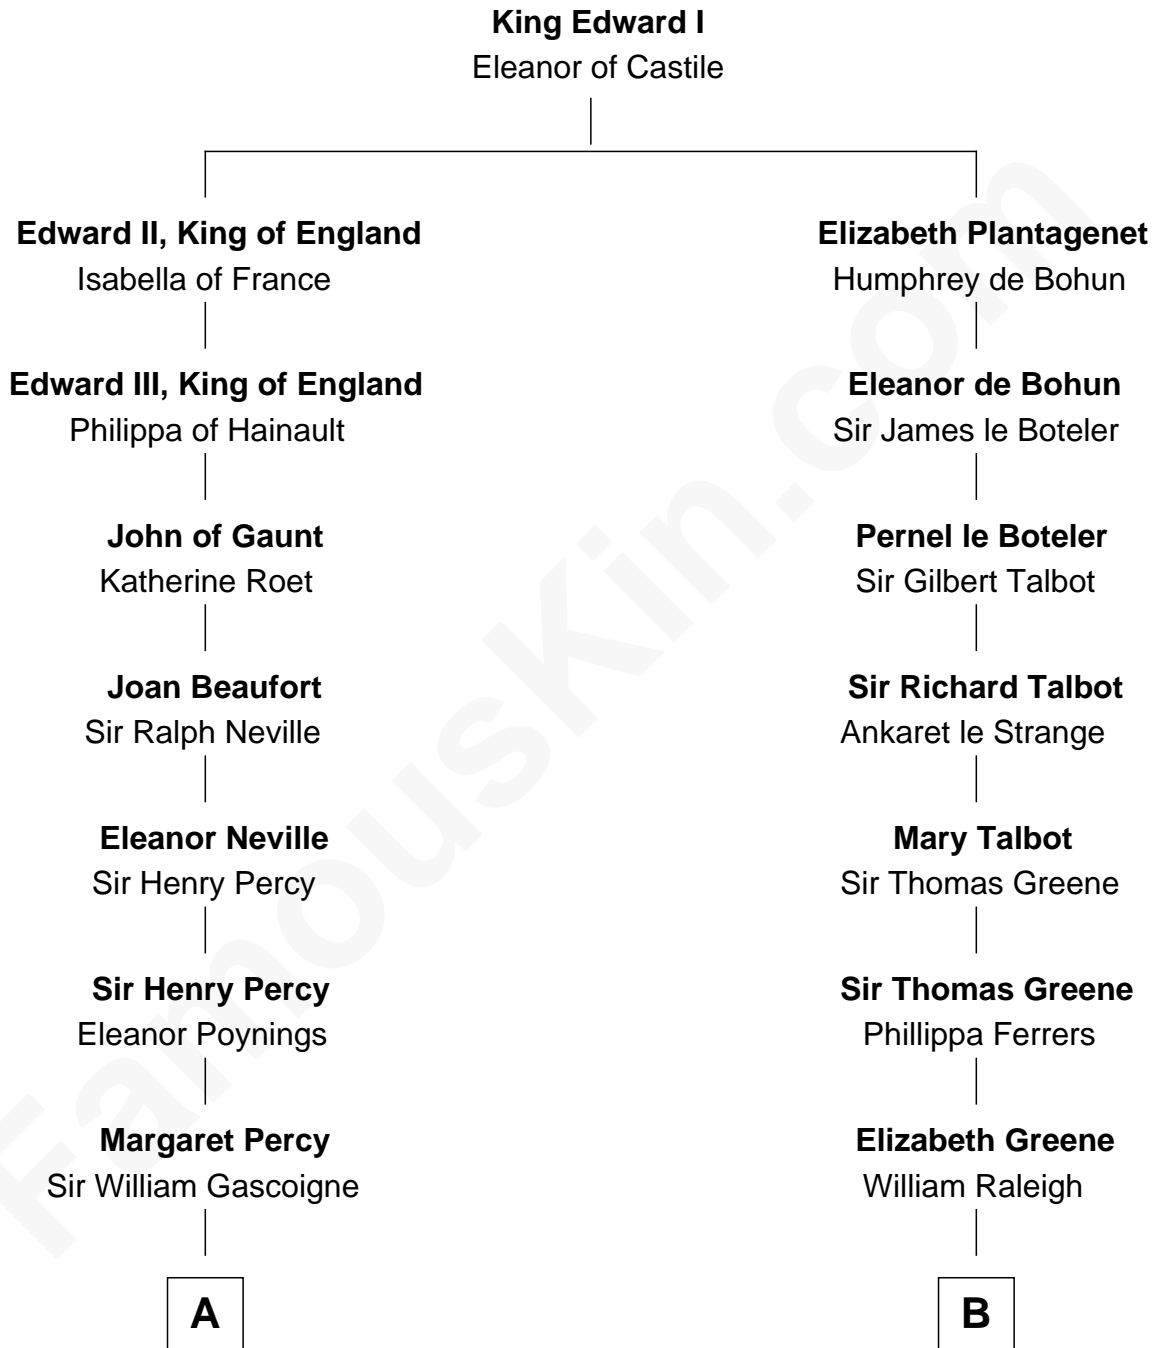 King Edward I
Eleanor of Castile
Edward II, King of England
Isabella of France
Elizabeth Plantagenet
Humphrey de Bohun
Edward III, King of England
Philippa of Hainault
Eleanor de Bohun
Sir James le Boteler
John of Gaunt
Katherine Roet
Pernel le Boteler
Sir Gilbert Talbot
Joan Beaufort
Sir Ralph Neville
Sir Richard Talbot
Ankaret le Strange
Eleanor Neville
Sir Henry Percy
Mary Talbot
Sir Thomas Greene
Sir Henry Percy
Eleanor Poynings
Sir Thomas Greene
Phillippa Ferrers
Margaret Percy
Sir William Gascoigne
Elizabeth Greene
William Raleigh
A
B
FamousKin.com